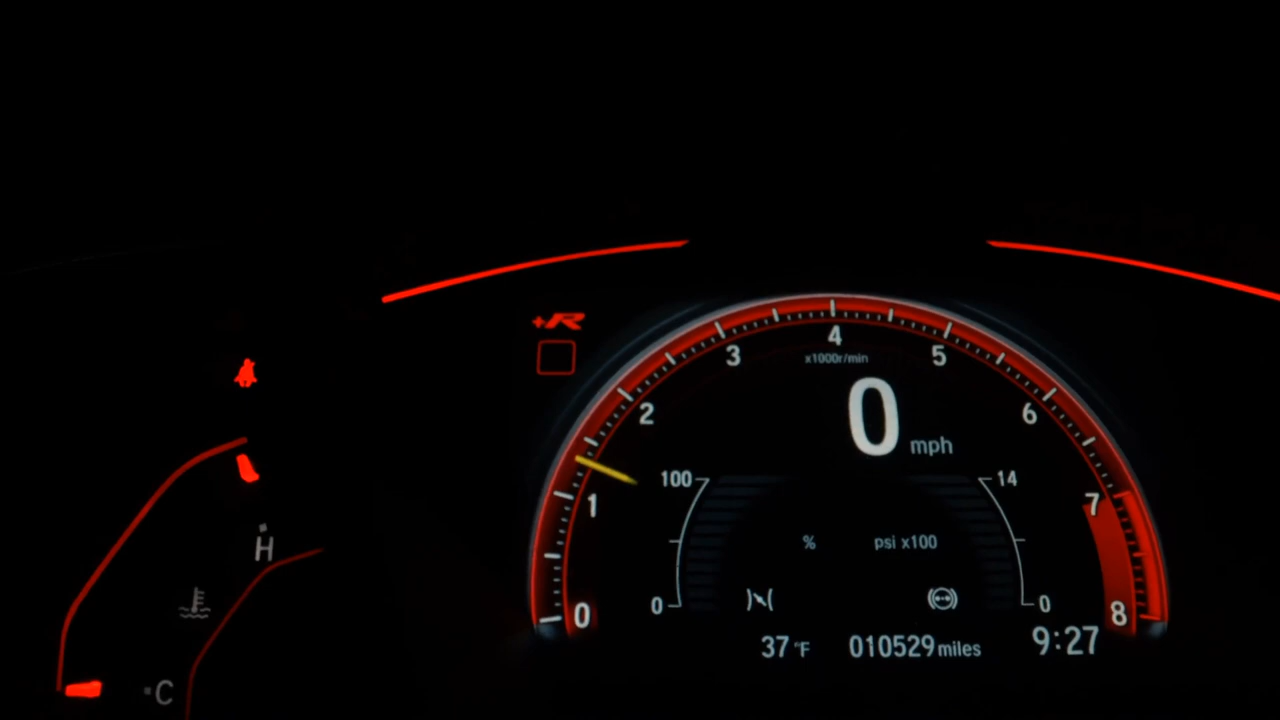 +R
4
x1000r/min
3 5
2 6
0 mph
100 14
1 7
% psi x100
H
0 0
0 8
37 °F 010529 miles 9:27
C